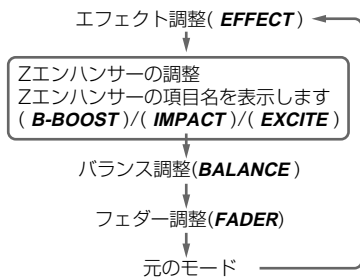 エフェクト調整( EFFECT )
Zエンハンサーの調整
Zエンハンサーの項目名を表示します
( B-BOOST )/( IMPACT )/( EXCITE )
バランス調整(BALANCE )
フェダー調整(FADER)
元のモード